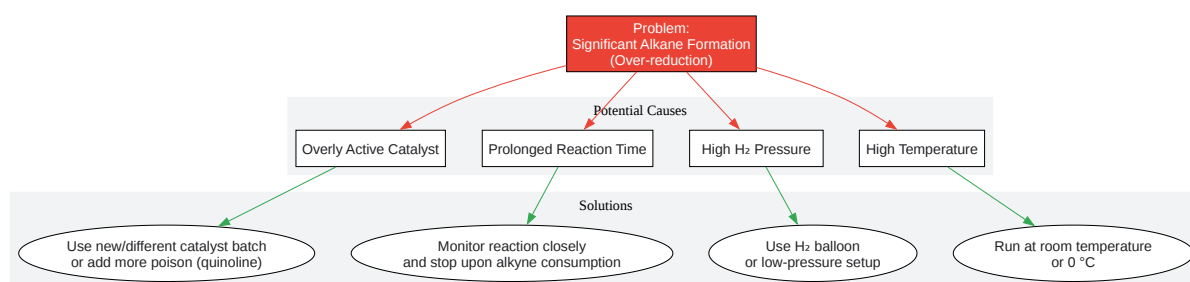 Problem:
Significant Alkane Formation
(Over-reduction)
Potential Causes
Overly Active Catalyst
Prolonged Reaction Time
High H₂ Pressure
High Temperature
Solutions
Use new/different catalyst batch
or add more poison (quinoline)
Monitor reaction closely
and stop upon alkyne consumption
Use H₂ balloon
or low-pressure setup
Run at room temperature
or 0 °C